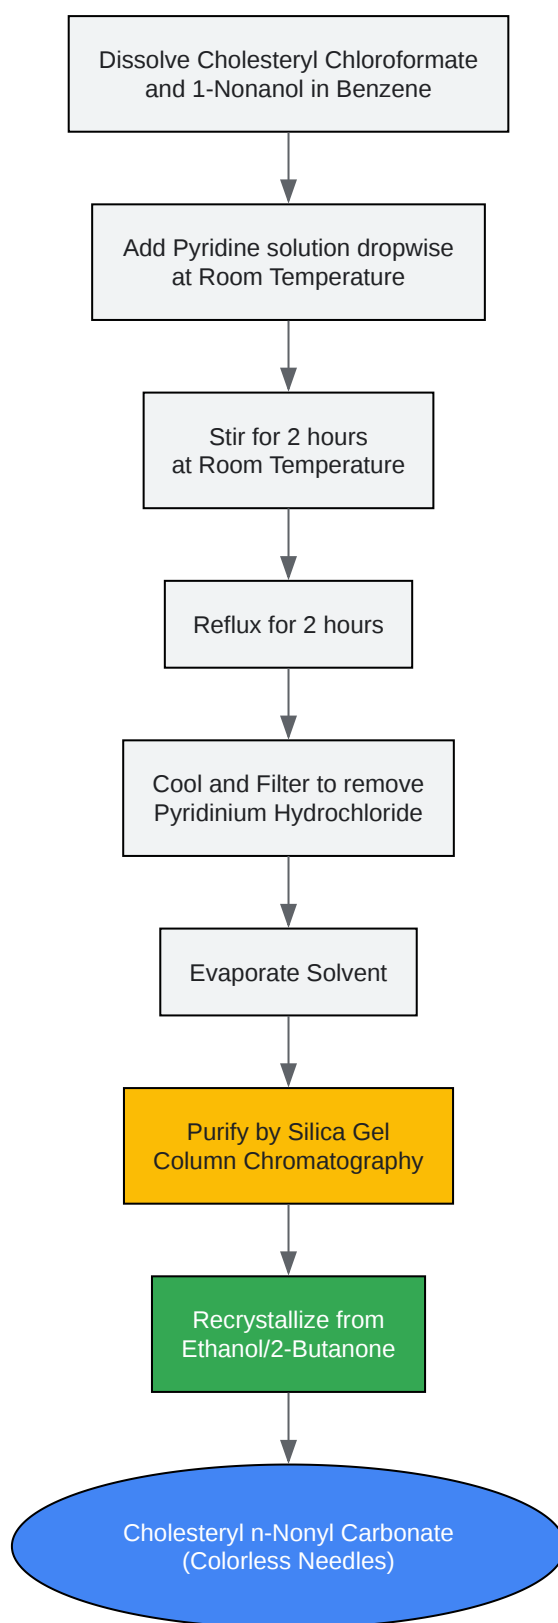 Dissolve Cholesteryl Chloroformate
and 1-Nonanol in Benzene
Add Pyridine solution dropwise
at Room Temperature
Stir for 2 hours
at Room Temperature
Reflux for 2 hours
Cool and Filter to remove
Pyridinium Hydrochloride
Evaporate Solvent
Purify by Silica Gel
Column Chromatography
Recrystallize from
Ethanol/2-Butanone
Cholesteryl n-Nonyl Carbonate
(Colorless Needles)